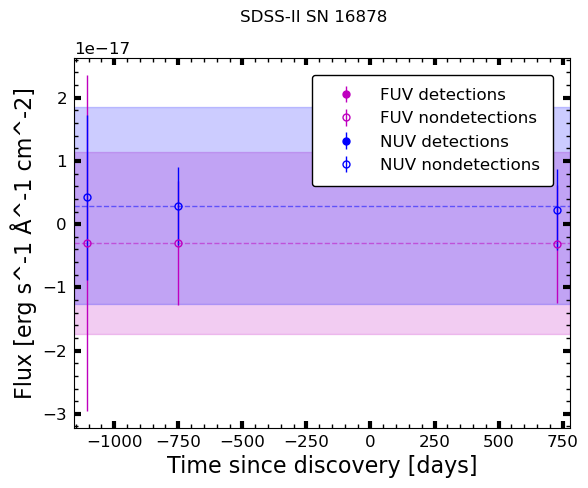 SDSS-II SN 16878
1e−17
FUV detections
FUV nondetections
NUV detections
NUV nondetections
2
1
0
−1
−2
−3
Flux [erg s^-1 Å^-1 cm^-2]
−1000 −750 −500 −250 0 250 500 750
Time since discovery [days]